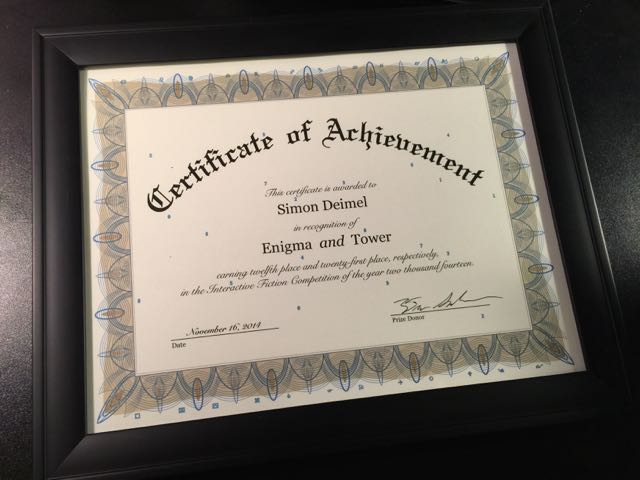 Certificate of Achievement
This certificate is awarded to
Simon Deimel
in recognition of
Enigma and Tower
earning twelfth place and twenty-first place, respectively,
in the Interactive Fiction Competition of the year two thousand fourteen.
November 16, 2014
Date
Prize Donor